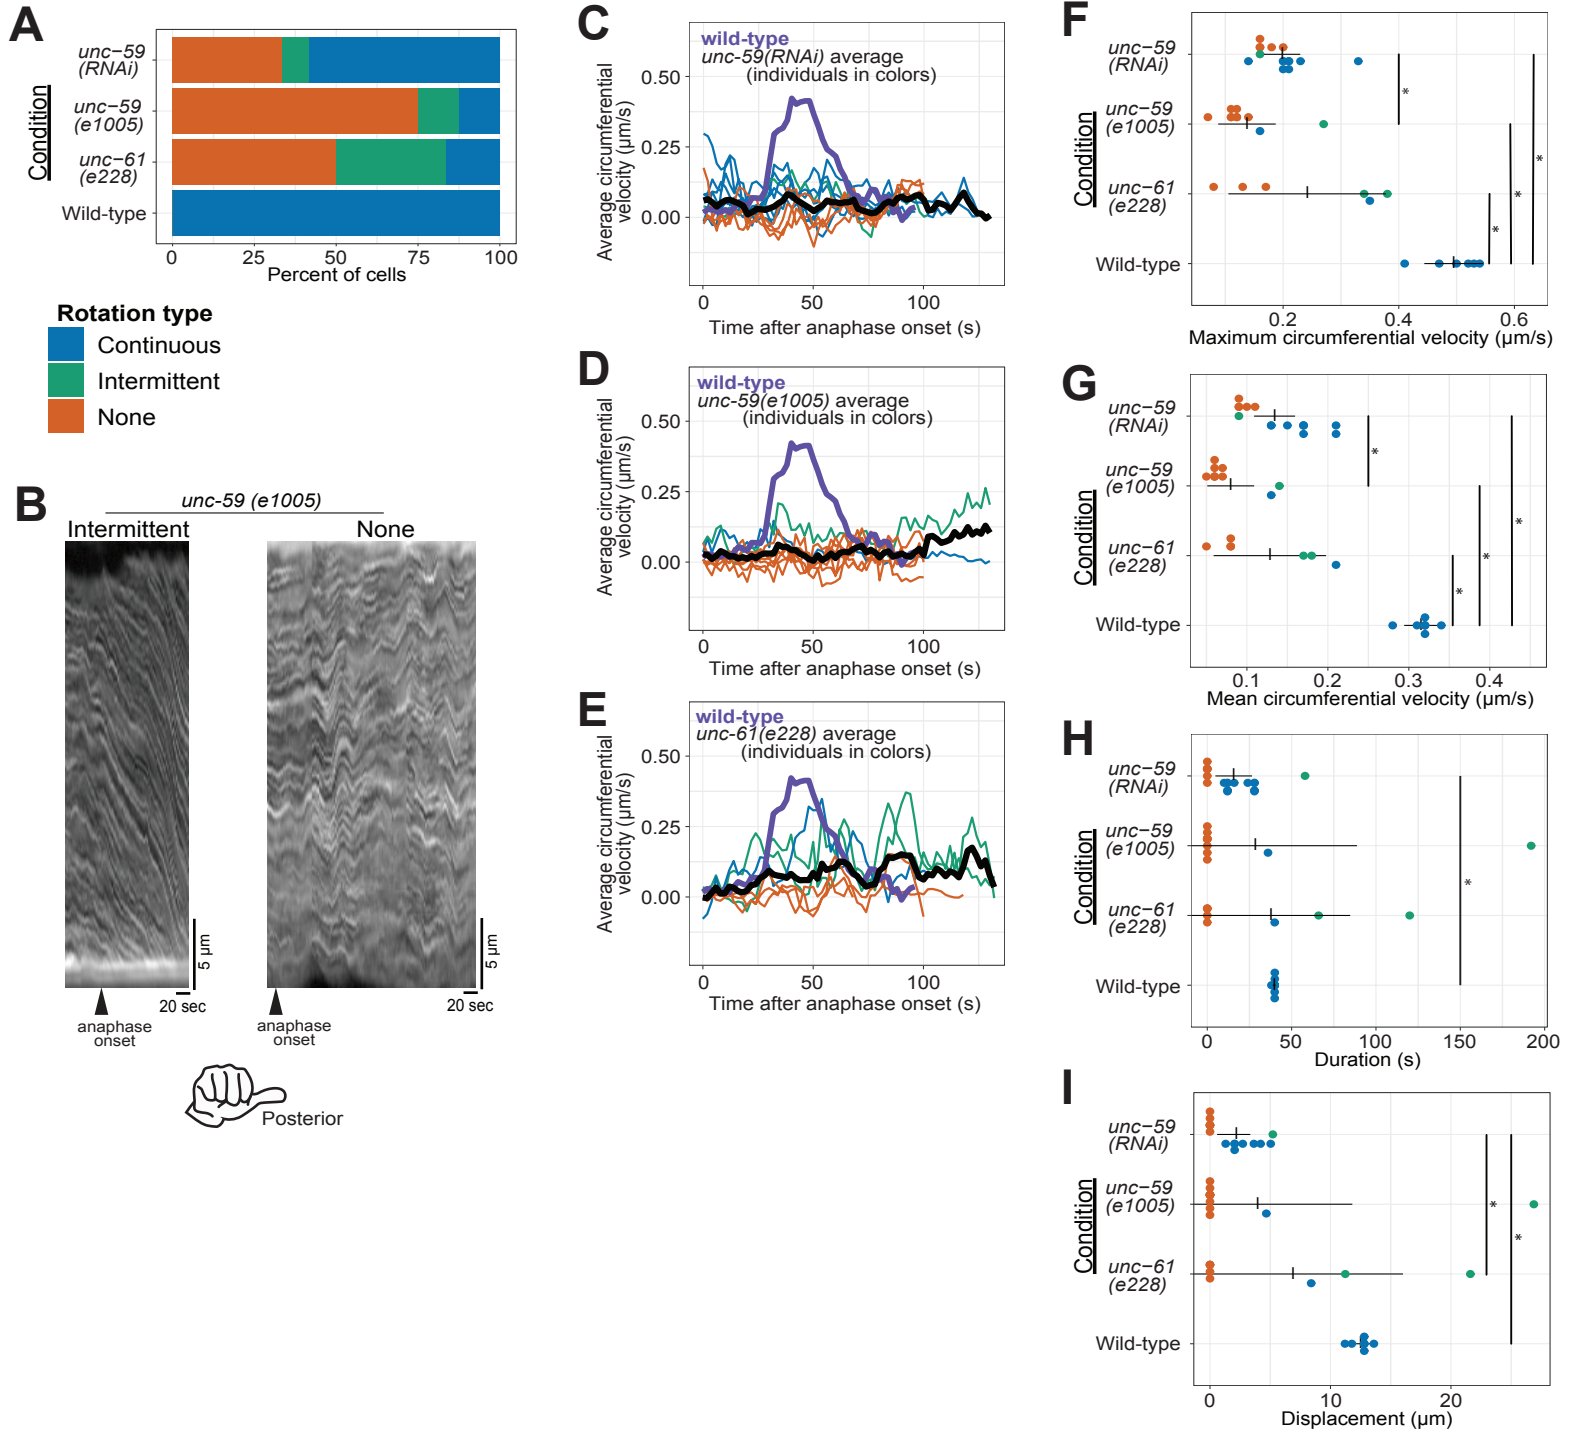 A
Condition
unc−59
(RNAi)
unc−59
(e1005)
unc−61
(e228)
Wild-type
0 25 50 75 100
Percent of cells
Rotation type
Continuous
Intermittent
None
B
unc-59 (e1005)
Intermittent None
5 µm
5 µm
20 sec
20 sec
anaphase
onset
anaphase
onset
Posterior
C
wild-type
unc-59(RNAi) average
(individuals in colors)
Average circumferential
velocity (µm/s)
0.50
0.25
0.00
0 50 100
Time after anaphase onset (s)
D
wild-type
unc-59(e1005) average
(individuals in colors)
Average circumferential
velocity (µm/s)
0.50
0.25
0.00
0 50 100
Time after anaphase onset (s)
E
wild-type
unc-61(e228) average
(individuals in colors)
Average circumferential
velocity (µm/s)
0.50
0.25
0.00
0 50 100
Time after anaphase onset (s)
F
Condition
unc−59
(RNAi)
unc−59
(e1005)
unc−61
(e228)
Wild-type
*
*
*
*
0.2 0.4 0.6
Maximum circumferential velocity (µm/s)
G
Condition
unc−59
(RNAi)
unc−59
(e1005)
unc−61
(e228)
Wild-type
*
*
*
*
0.1 0.2 0.3 0.4
Mean circumferential velocity (µm/s)
H
Condition
unc−59
(RNAi)
unc−59
(e1005)
unc−61
(e228)
Wild-type
*
0 50 100 150 200
Duration (s)
I
Condition
unc−59
(RNAi)
unc−59
(e1005)
unc−61
(e228)
Wild-type
*
*
0 10 20
Displacement (µm)